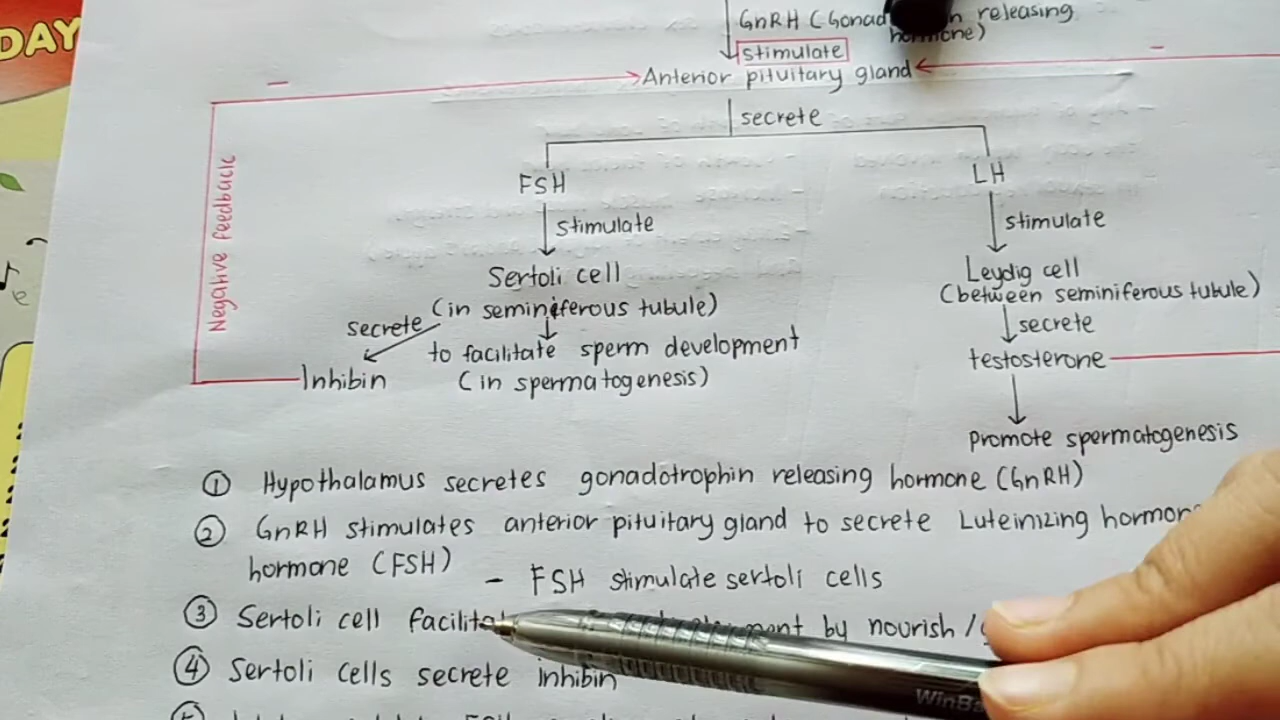 DAY
GnRH (Gonad n releasing
hormone)
stimulate
Anterior pituitary gland
secrete
FSH
LH
stimulate
stimulate
Sertoli cell
(in seminiferous tubule)
Leydig cell
(between seminiferous tubule)
secrete
secrete
to facilitate sperm development
(in spermatogenesis)
Inhibin
testosterone
Promote spermatogenesis
Negative feedback
① Hypothalamus secretes gonadotrophin releasing hormone (GnRH)
② GnRH stimulates anterior pituitary gland to secrete Luteinizing hormon
hormone (FSH)
- FSH stimulate sertoli cells
③ Sertoli cell by nourish /
④ Sertoli cells secrete inhibin